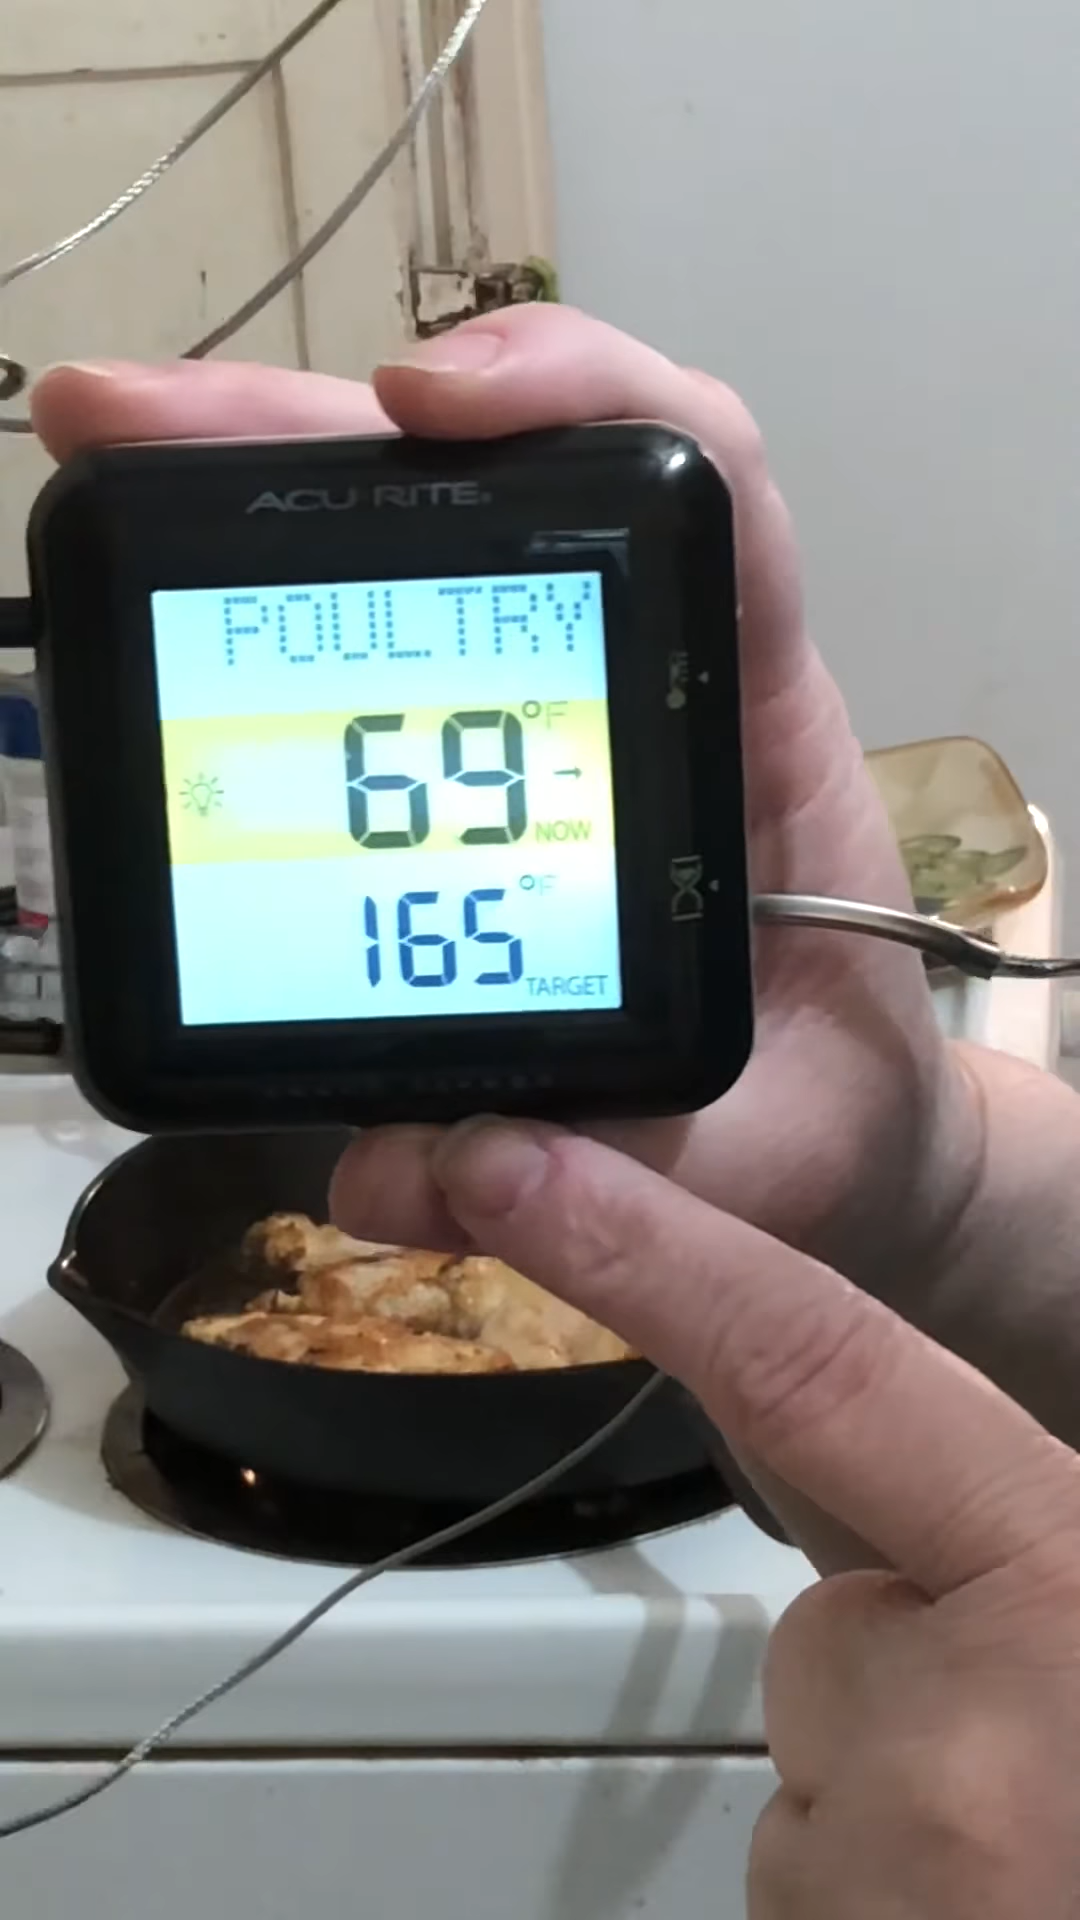 ACU RITE
POULTRY
69 °F →
NOW
165 °F
TARGET